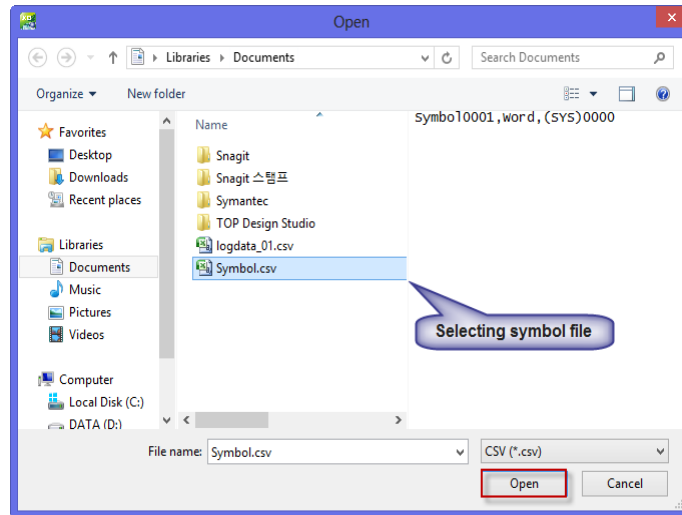 Open
Libraries Documents
Search Documents
Organize
New folder
Favorites
Desktop
Downloads
Recent places
Libraries
Documents
Music
Pictures
Videos
Computer
Local Disk (C:)
DATA (D:)
Name
Snagit
Snagit 스탬프
Symantec
TOP Design Studio
logdata_01.csv
Symbol.csv
Symbol0001,Word,(SYS)0000
Selecting symbol file
File name: Symbol.csv
CSV (*.csv)
Open
Cancel